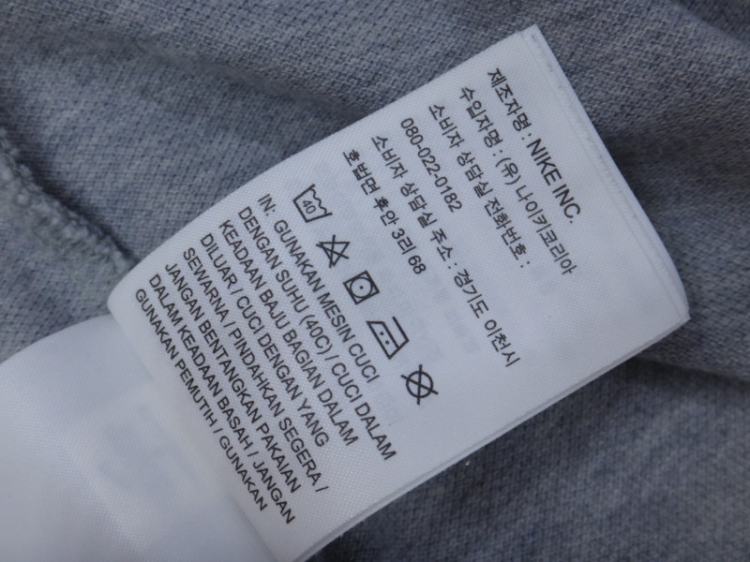 제조자명 : NIKE INC.
수입자명 : (유) 나이키코리아
소비자 상담실 전화번호 :
080-022-0182
소비자 상담실 주소 : 경기도 이천시
호법면 후안 3리 68
40
IN: GUNAKAN MESIN CUCI
DENGAN SUHU (40C) / CUCI DALAM
KEADAAN BAJU BAGIAN DALAM
DILUAR / CUCI DENGAN YANG
SEWARNA / PINDAHKAN SEGERA /
JANGAN BENTANGKAN PAKAIAN
DALAM KEADAAN BASAH / JANGAN
GUNAKAN PEMUTIH / GUNAKAN